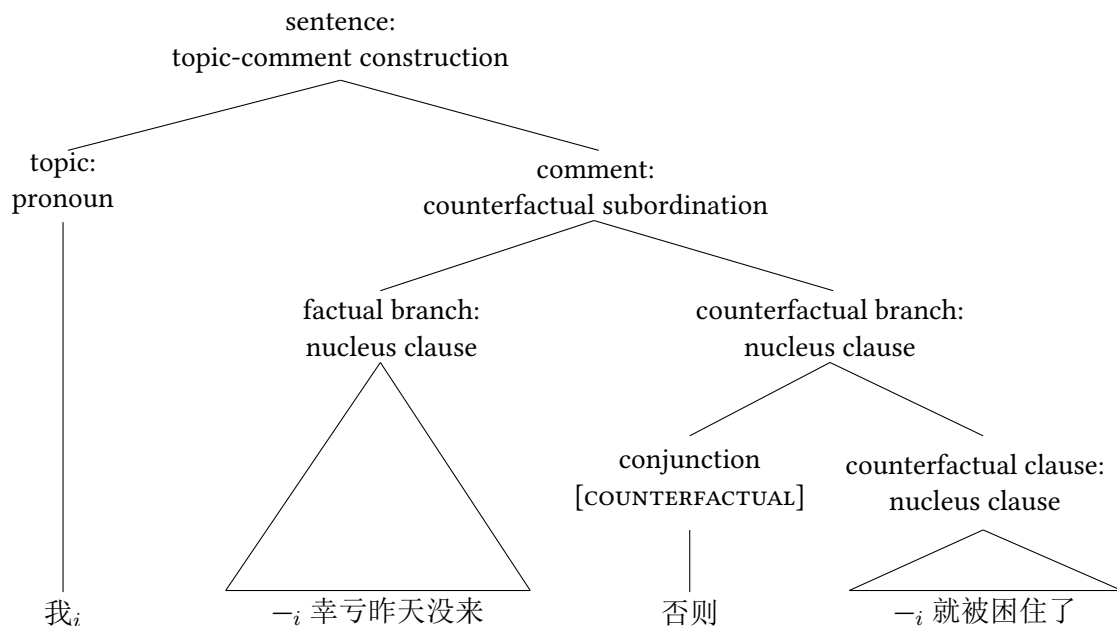 sentence:
topic-comment construction
topic:
pronoun
comment:
counterfactual subordination
factual branch:
nucleus clause
counterfactual branch:
nucleus clause
conjunction
[COUNTERFACTUAL]
counterfactual clause:
nucleus clause
我i
–i 幸亏昨天没来
否则
–i 就被困住了